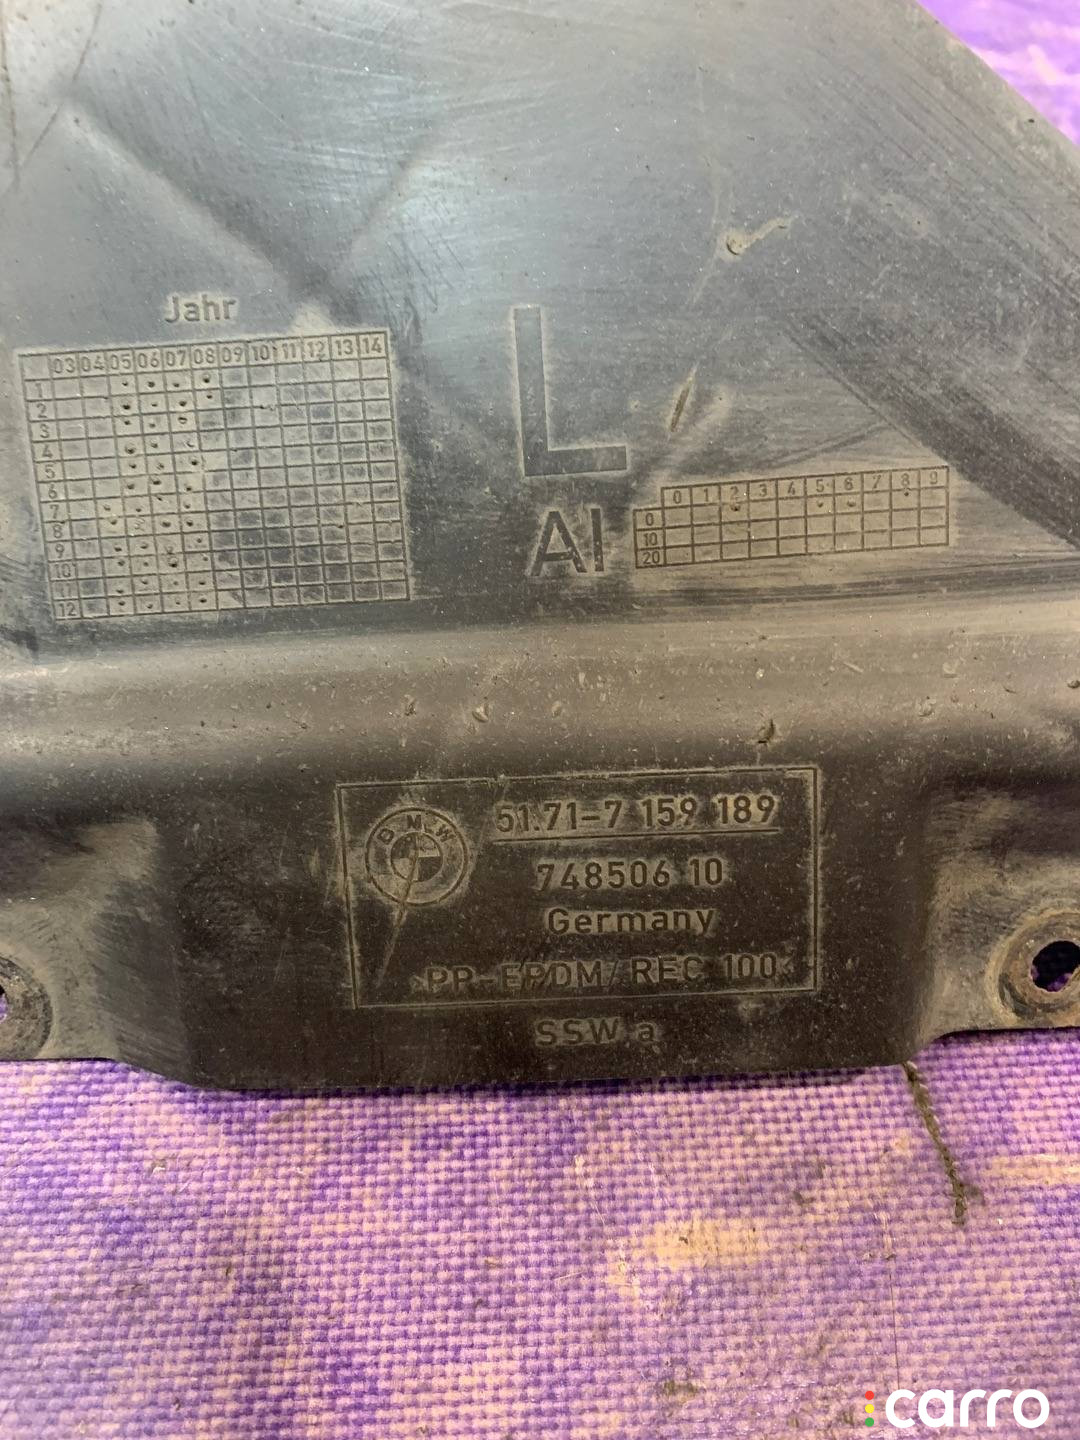 Jahr
03 04 05 06 07 08 09 10 11 12 13 14
1
2
3
4
5
6
7
8
9
10
11
12
L
AI
0 1 2 3 4 5 6 7 8 9
0
10
20
BMW
51.71-7 159 189
748506 10
Germany
>PP-EPDM/REC 100<
SSW a
carro